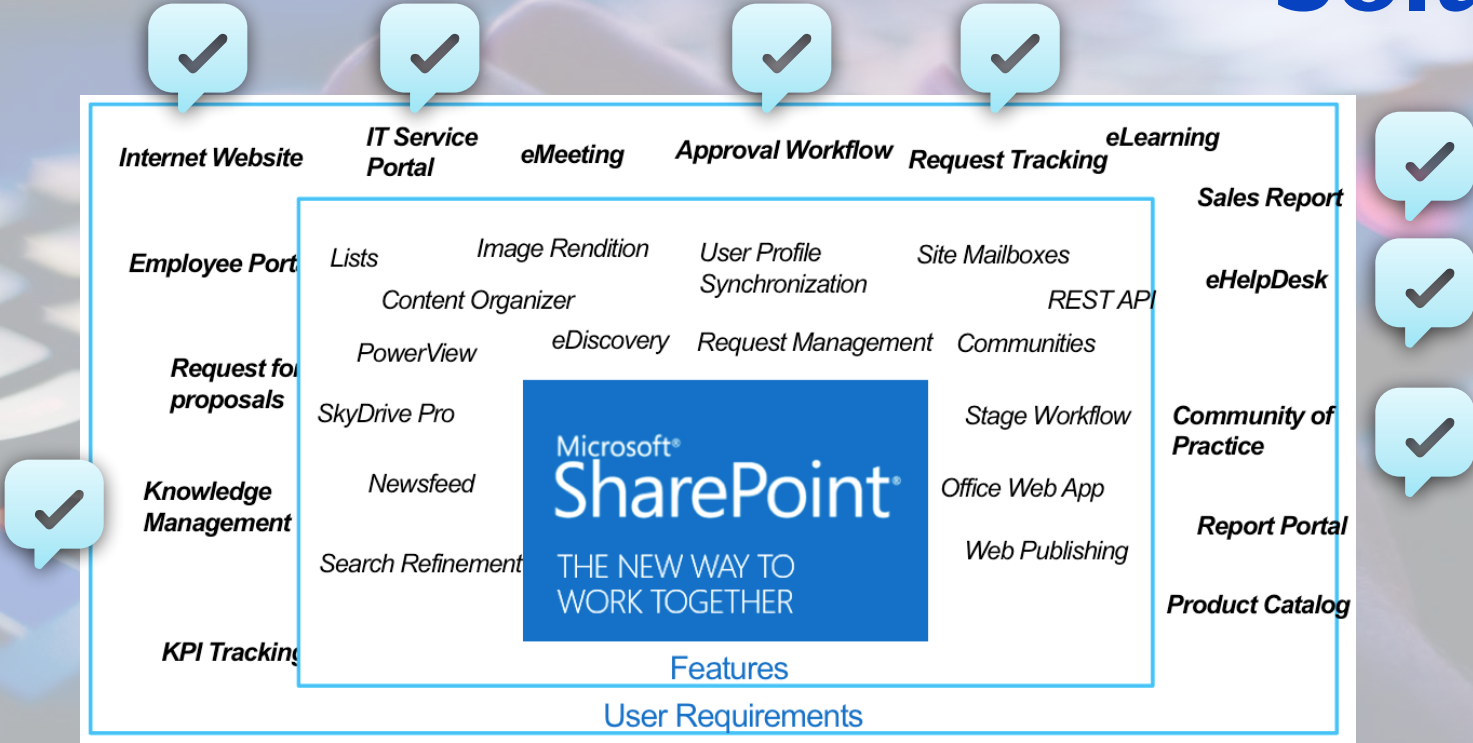 Internet Website
IT Service
Portal
eMeeting
Approval Workflow
Request Tracking
eLearning
Sales Report
Employee Port
Lists
Image Rendition
User Profile
Synchronization
Site Mailboxes
eHelpDesk
Content Organizer
REST API
PowerView
eDiscovery
Request Management
Communities
Request for
proposals
SkyDrive Pro
Stage Workflow
Community of
Practice
Microsoft®
SharePoint®
Knowledge
Management
Newsfeed
Office Web App
Report Portal
Search Refinement
THE NEW WAY TO
WORK TOGETHER
Web Publishing
Product Catalog
KPI Tracking
Features
User Requirements